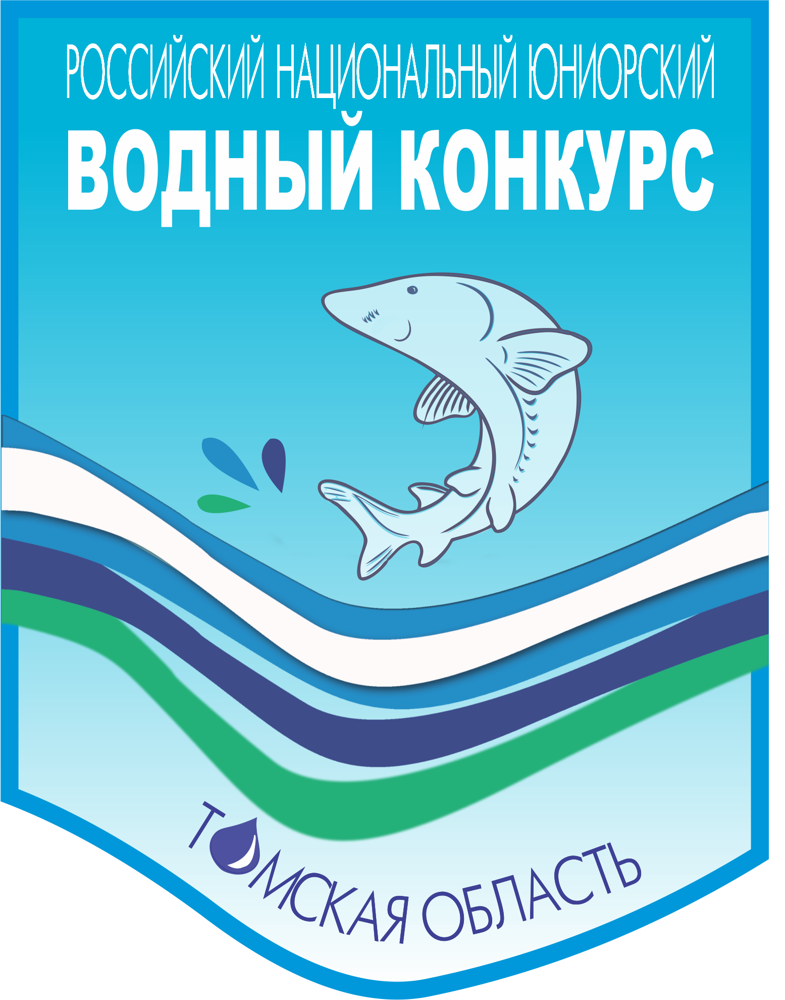 РОССИЙСКИЙ НАЦИОНАЛЬНЫЙ ЮНИОРСКИЙ
ВОДНЫЙ КОНКУРС
ТОМСКАЯ ОБЛАСТЬ